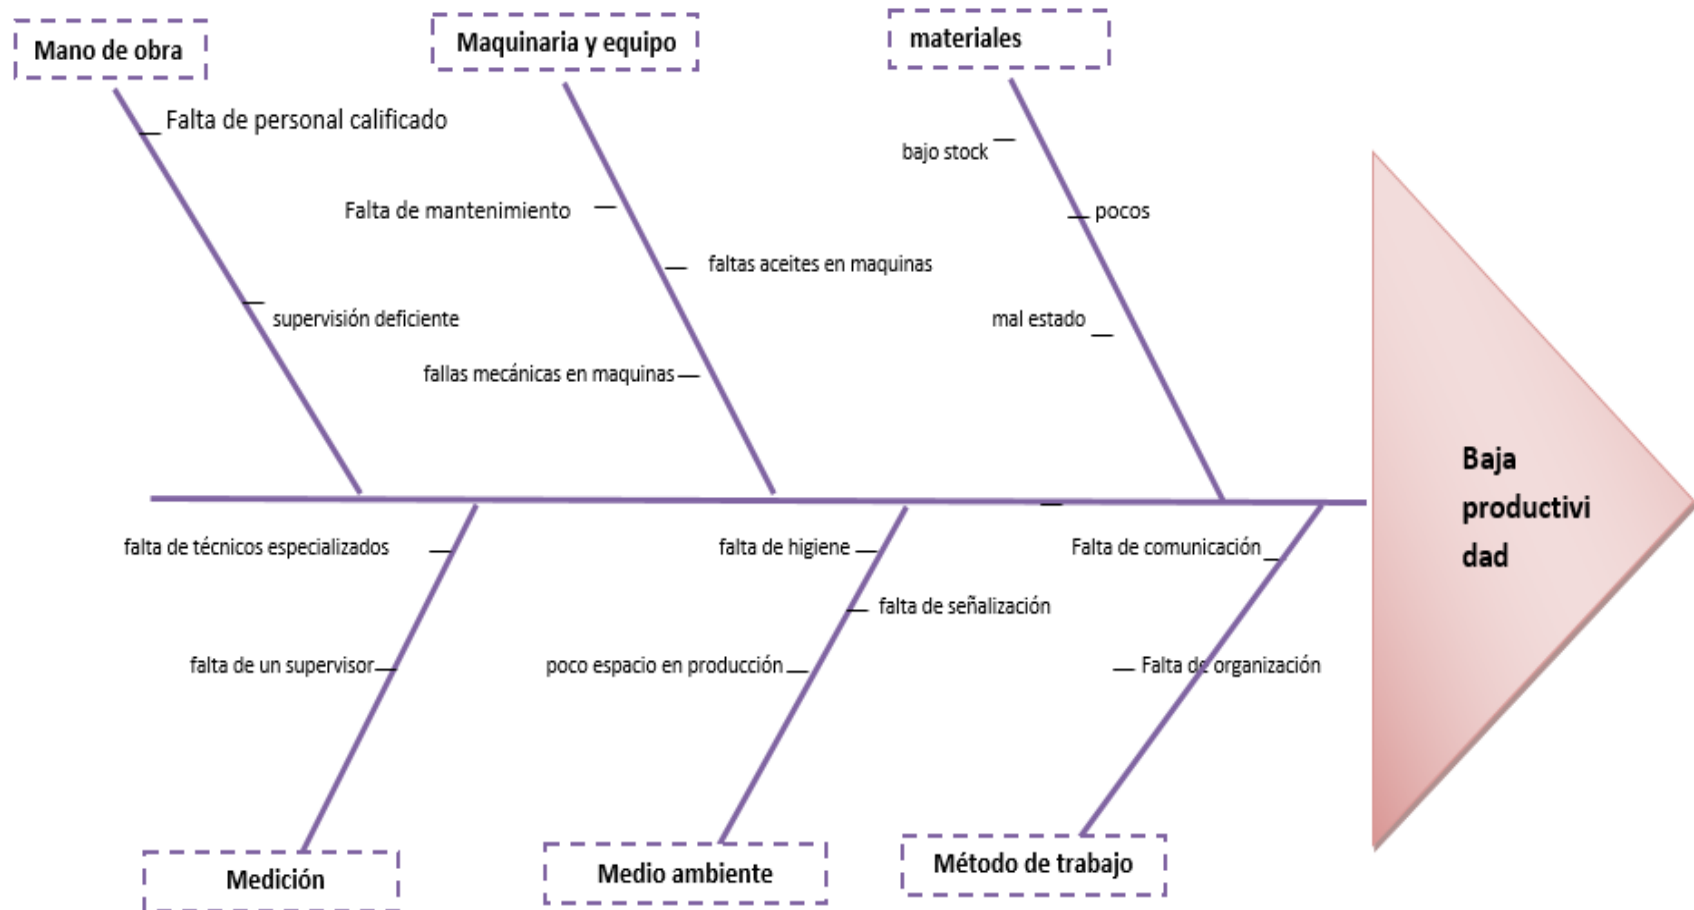 Mano de obra
Maquinaria y equipo
materiales
Falta de personal calificado
bajo stock
Falta de mantenimiento
pocos
faltas aceites en maquinas
supervisión deficiente
mal estado
fallas mecánicas en maquinas
Baja
productivi
dad
falta de técnicos especializados
falta de higiene
Falta de comunicación
falta de señalización
falta de un supervisor
poco espacio en producción
Falta de organización
Medición
Medio ambiente
Método de trabajo